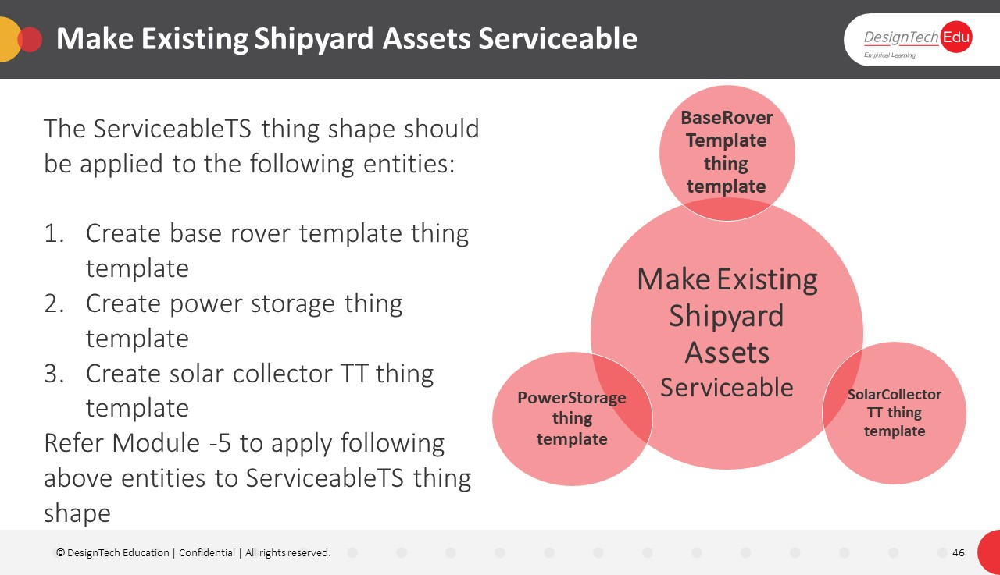 Make Existing Shipyard Assets Serviceable
DesignTech Edu
Empirical Learning
The ServiceableTS thing shape should
be applied to the following entities:
1. Create base rover template thing
template
2. Create power storage thing
template
3. Create solar collector TT thing
template
Refer Module -5 to apply following
above entities to ServiceableTS thing
shape
BaseRover
Template
thing
template
Make Existing
Shipyard
Assets
Serviceable
PowerStorage
thing
template
SolarCollector
TT thing
template
© DesignTech Education | Confidential | All rights reserved.
46